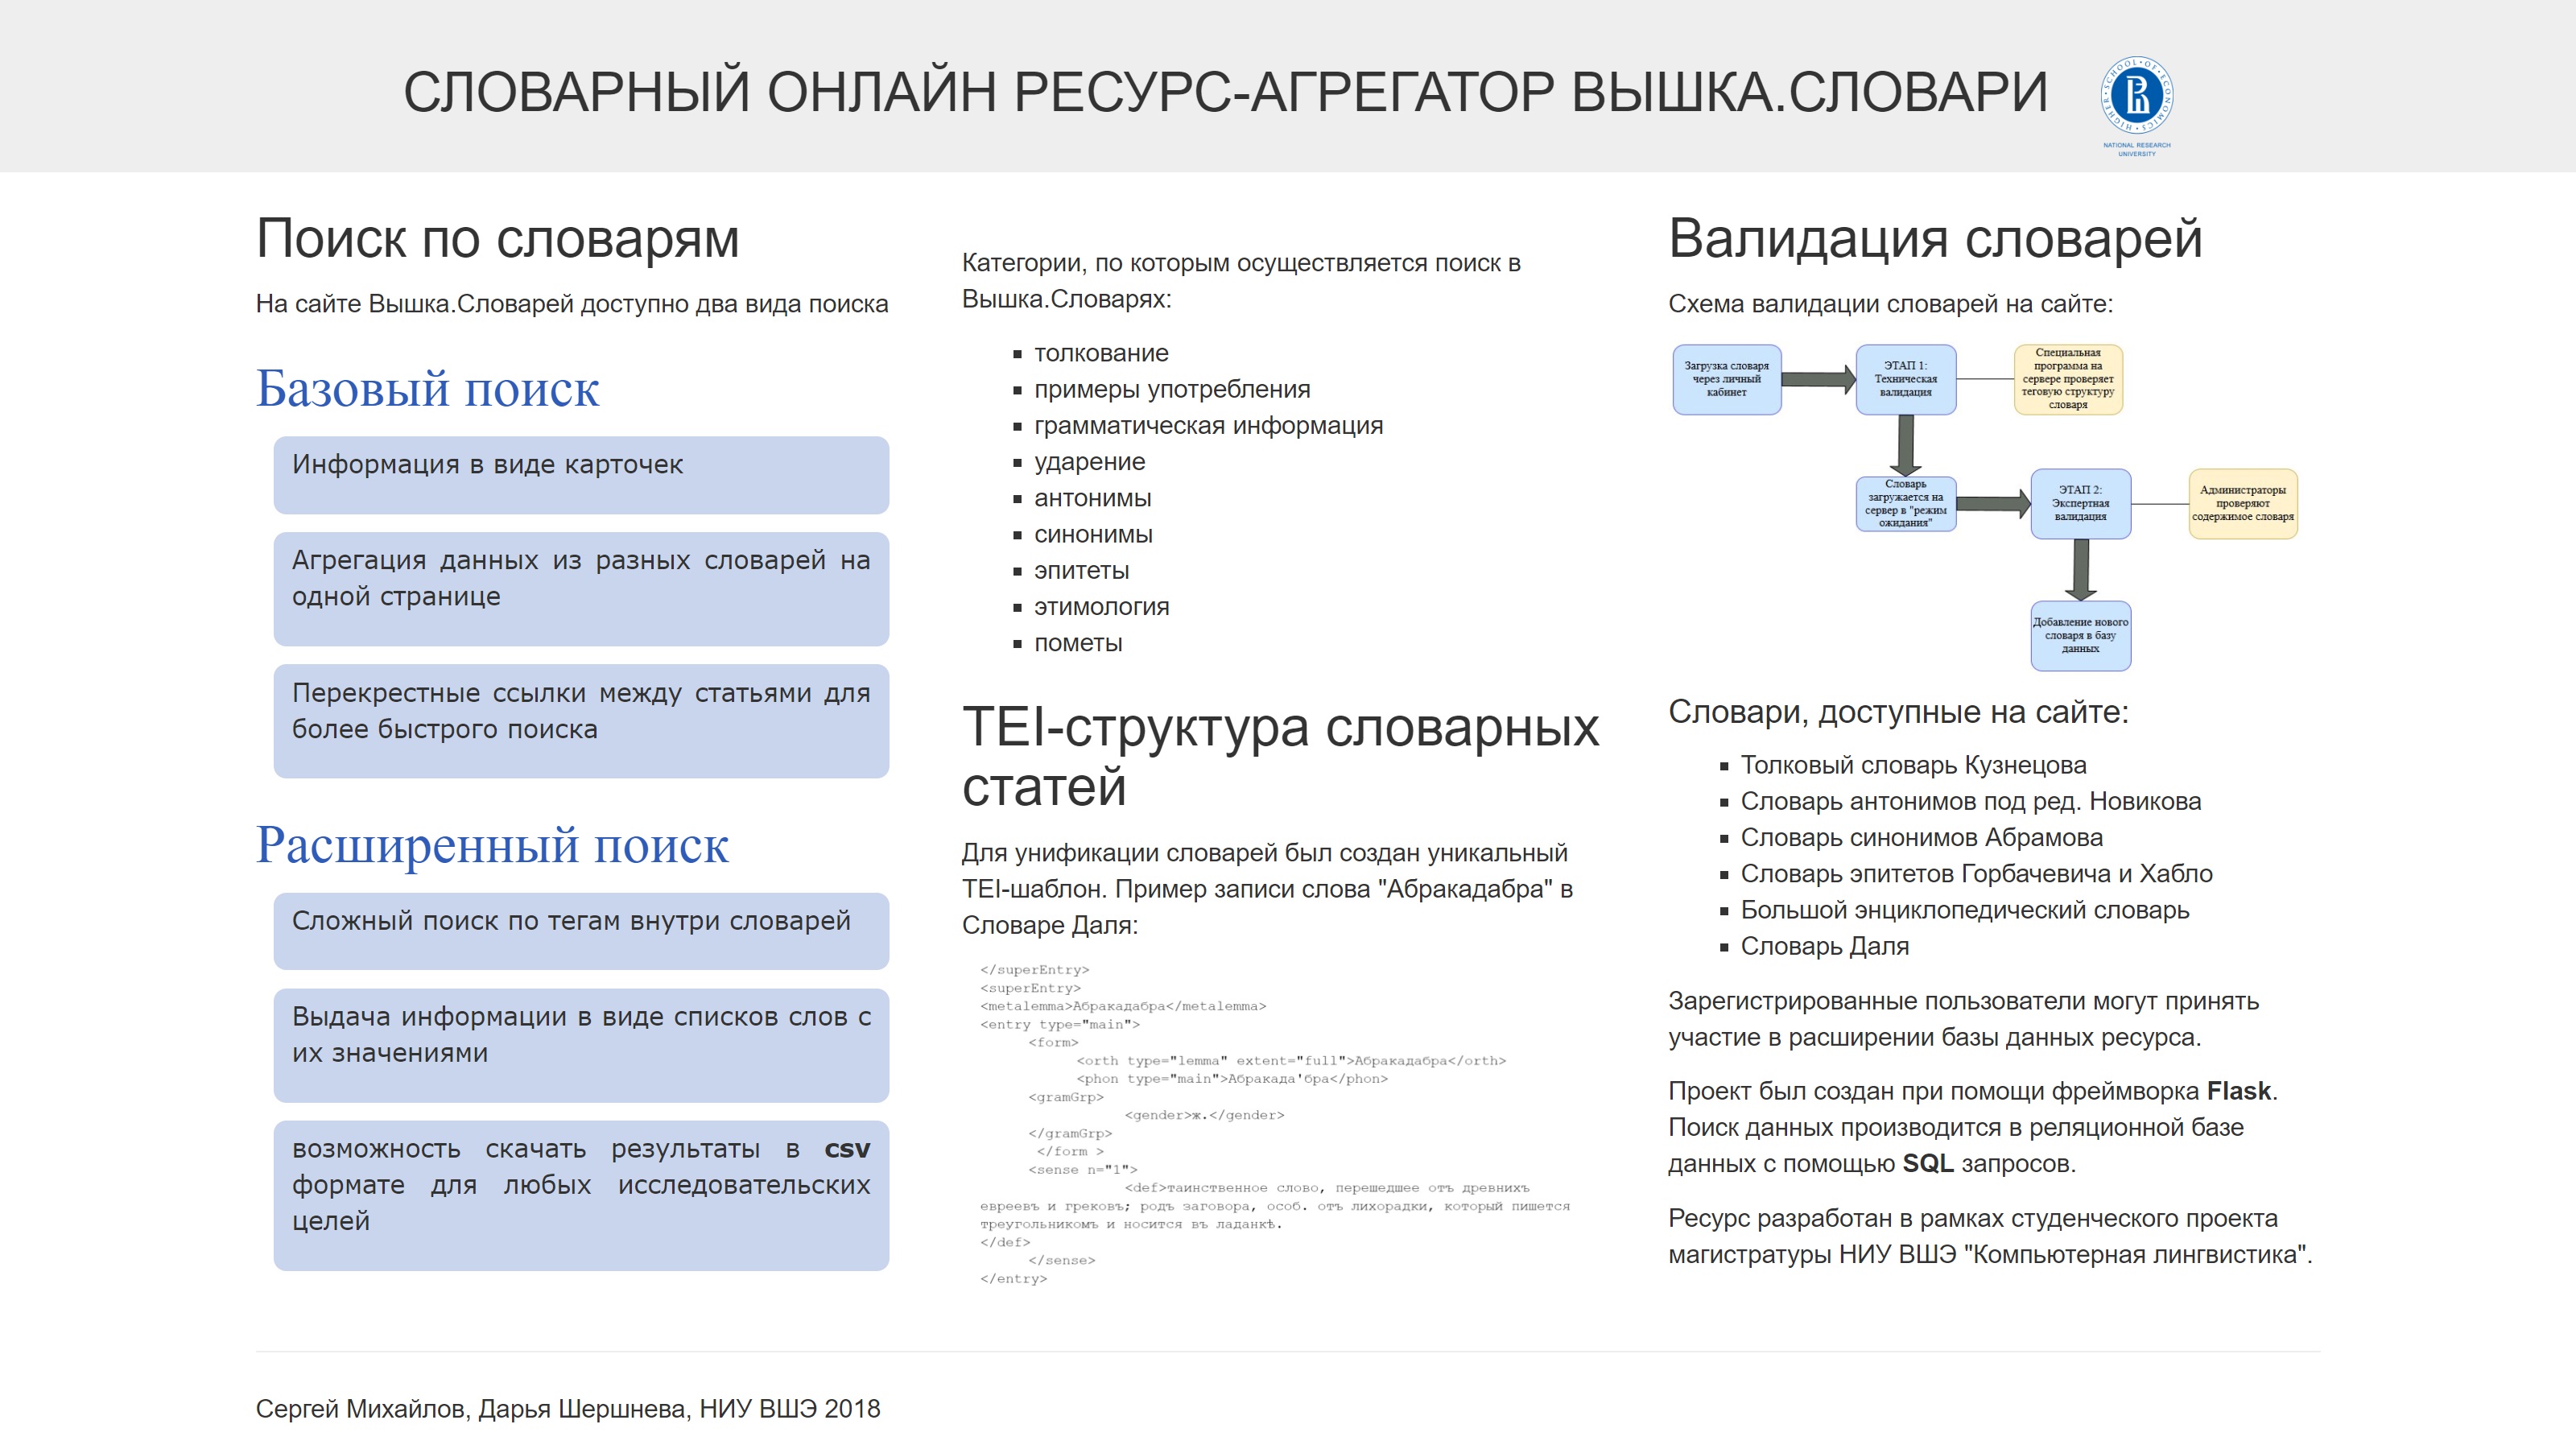 СЛОВАРНЫЙ ОНЛАЙН РЕСУРС-АГРЕГАТОР ВЫШКА.СЛОВАРИ
HIGHER · SCHOOL · OF · ECONOMICS ·
NATIONAL RESEARCH
UNIVERSITY
Поиск по словарям
На сайте Вышка.Словарей доступно два вида поиска
Базовый поиск
Информация в виде карточек
Агрегация данных из разных словарей на
одной странице
Перекрестные ссылки между статьями для
более быстрого поиска
Расширенный поиск
Сложный поиск по тегам внутри словарей
Выдача информации в виде списков слов с
их значениями
возможность скачать результаты в csv
формате для любых исследовательских
целей
Категории, по которым осуществляется поиск в
Вышка.Словарях:
толкование
примеры употребления
грамматическая информация
ударение
антонимы
синонимы
эпитеты
этимология
пометы
TEI-структура словарных
статей
Для унификации словарей был создан уникальный
TEI-шаблон. Пример записи слова "Абракадабра" в
Словаре Даля:
</superEntry>
<superEntry>
<metalemma>Абракадабра</metalemma>
<entry type="main">
<form>
<orth type="lemma" extent="full">Абракадабра</orth>
<phon type="main">Абракада'бра</phon>
<gramGrp>
<gender>ж.</gender>
</gramGrp>
</form >
<sense n="1">
<def>таинственное слово, перешедшее отъ древнихъ
евреевъ и грековъ; родъ заговора, особ. отъ лихорадки, который пишется
треугольникомъ и носится въ ладанкѣ.
</def>
</sense>
</entry>
Валидация словарей
Схема валидации словарей на сайте:
Загрузка словаря
через личный
кабинет
ЭТАП 1:
Техническая
валидация
Специальная
программа на
сервере проверяет
теговую структуру
словаря
Словарь
загружается на
сервер в "режим
ожидания"
ЭТАП 2:
Экспертная
валидация
Администраторы
проверяют
содержимое словаря
Добавление нового
словаря в базу
данных
Словари, доступные на сайте:
Толковый словарь Кузнецова
Словарь антонимов под ред. Новикова
Словарь синонимов Абрамова
Словарь эпитетов Горбачевича и Хабло
Большой энциклопедический словарь
Словарь Даля
Зарегистрированные пользователи могут принять
участие в расширении базы данных ресурса.
Проект был создан при помощи фреймворка Flask.
Поиск данных производится в реляционной базе
данных с помощью SQL запросов.
Ресурс разработан в рамках студенческого проекта
магистратуры НИУ ВШЭ "Компьютерная лингвистика".
Сергей Михайлов, Дарья Шершнева, НИУ ВШЭ 2018